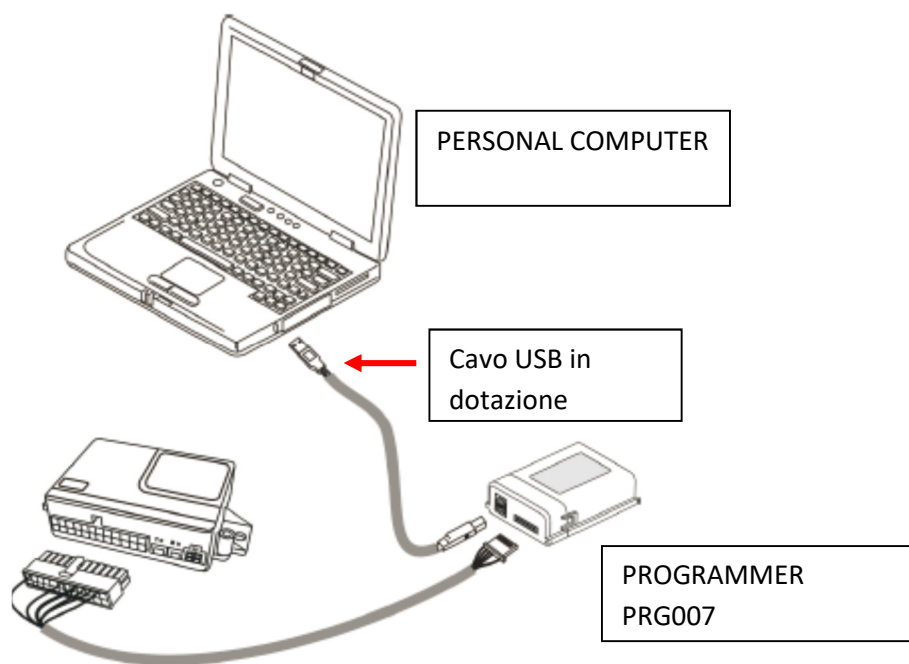 PERSONAL COMPUTER
Cavo USB in
dotazione
PROGRAMMER
PRG007